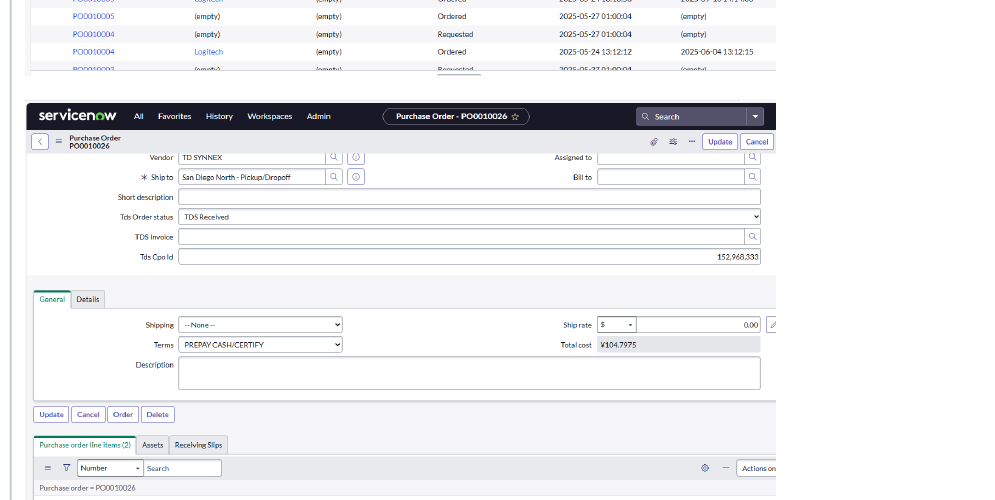 PO0010005 (empty) Ordered 2025-05-27 01:00:04 (empty)
PO0010004 (empty) (empty) Requested 2025-05-27 01:00:04 (empty)
PO0010004 Logitech (empty) Ordered 2025-05-24 13:12:12 2025-06-04 13:12:15
servicenow All Favorites History Workspaces Admin Purchase Order - PO0010026 ☆ Search
Purchase Order
PO0010026 Update Cancel
Vendor TD SYNNEX Assigned to
Ship to San Diego North - Pickup/Dropoff Bill to
Short description
Tds Order status TDS Received
TDS Invoice
Tds Cpo Id 152,968,333
General Details
Shipping -- None -- Ship rate $ 0.00
Terms PREPAY CASH/CERTIFY Total cost ¥104.7975
Description
Update Cancel Order Delete
Purchase order line items (2) Assets Receiving Slips
Number Search Actions on
Purchase order = PO0010026